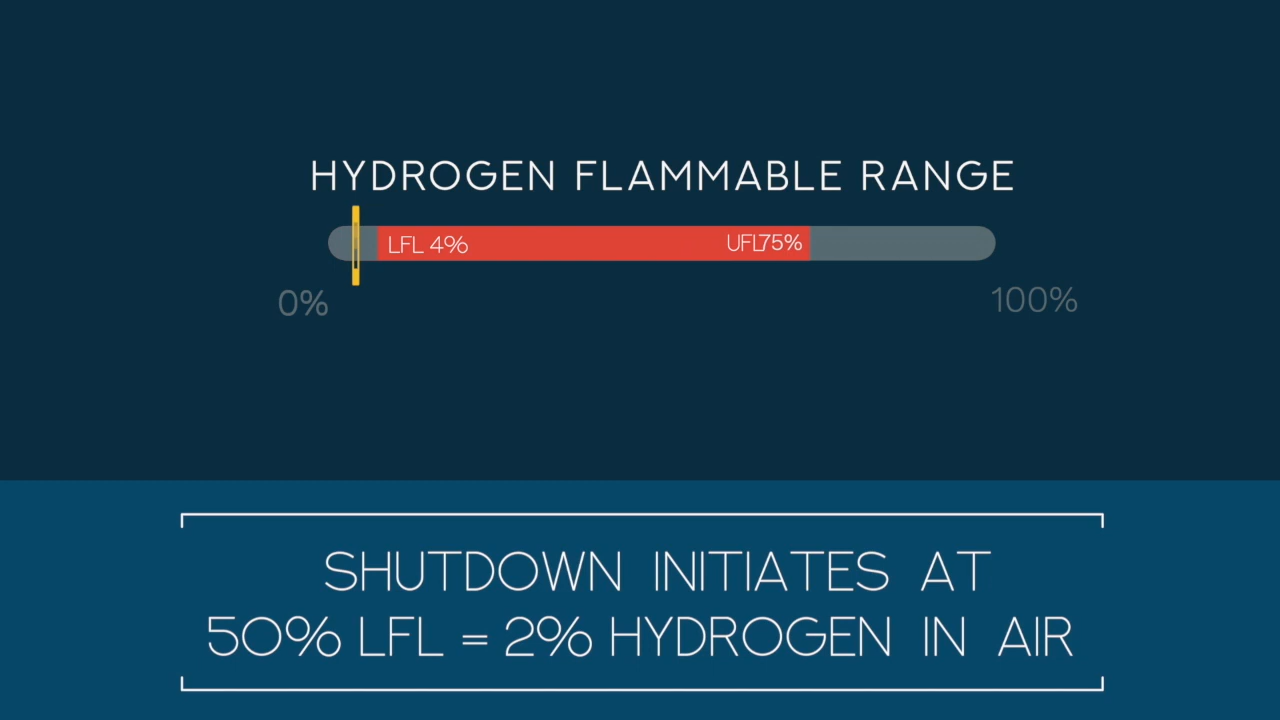 HYDROGEN FLAMMABLE RANGE
LFL 4% UFL75%
0% 100%
SHUTDOWN INITIATES AT
50% LFL = 2% HYDROGEN IN AIR